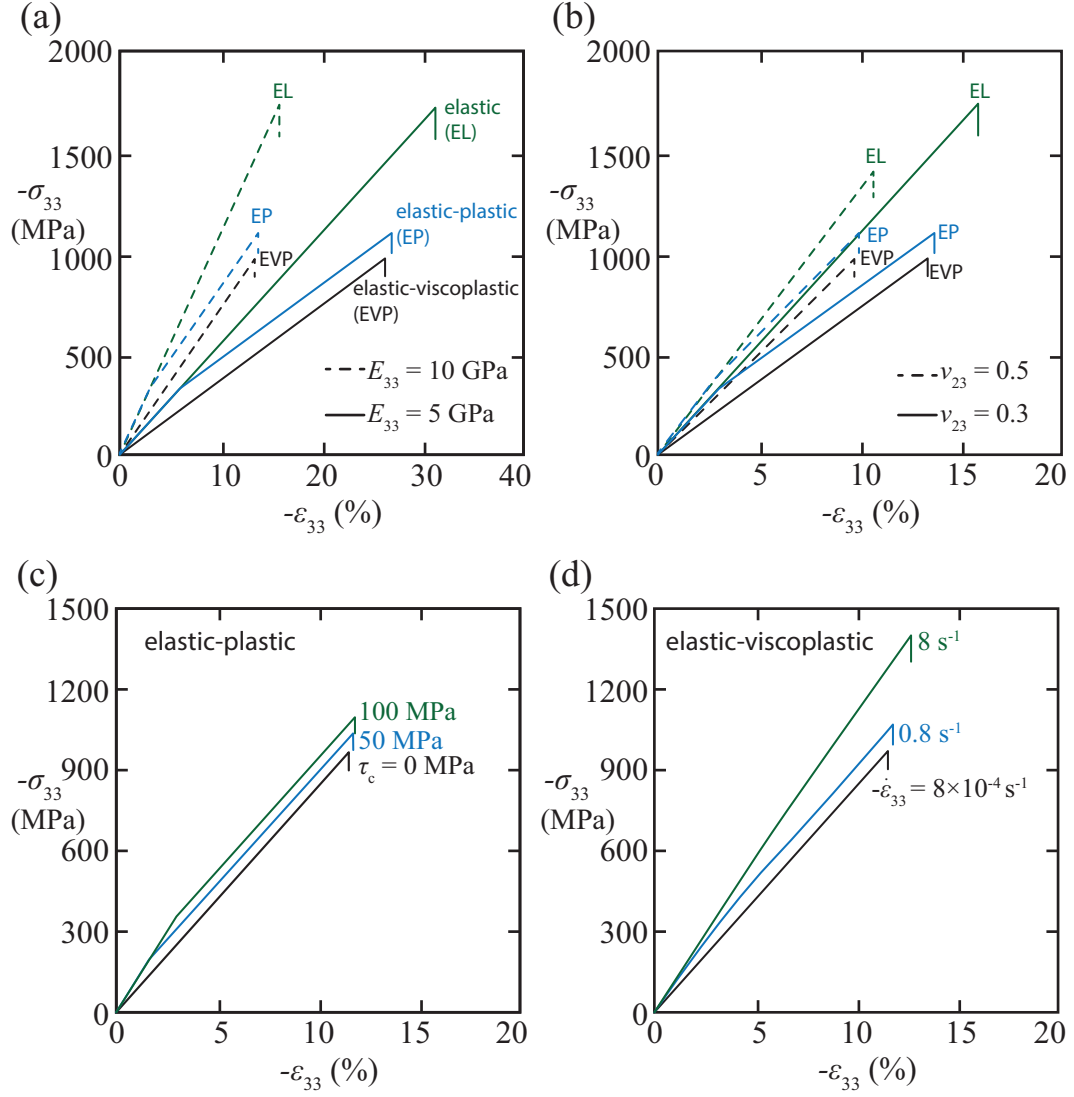 (a)
2000
1500
1000
500
0
-σ33
(MPa)
EL
elastic
(EL)
EP
elastic-plastic
(EP)
EVP
elastic-viscoplastic
(EVP)
E33 = 10 GPa
E33 = 5 GPa
0 10 20 30 40
-ε33 (%)
(b)
2000
1500
1000
500
0
-σ33
(MPa)
EL
EL
EP
EP
EVP
EVP
ν23 = 0.5
ν23 = 0.3
0 5 10 15 20
-ε33 (%)
(c)
1500
1200
900
600
300
0
-σ33
(MPa)
elastic-plastic
100 MPa
50 MPa
τc = 0 MPa
0 5 10 15 20
-ε33 (%)
(d)
1500
1200
900
600
300
0
-σ33
(MPa)
elastic-viscoplastic
8 s-1
0.8 s-1
-ε̇33 = 8×10-4 s-1
0 5 10 15 20
-ε33 (%)